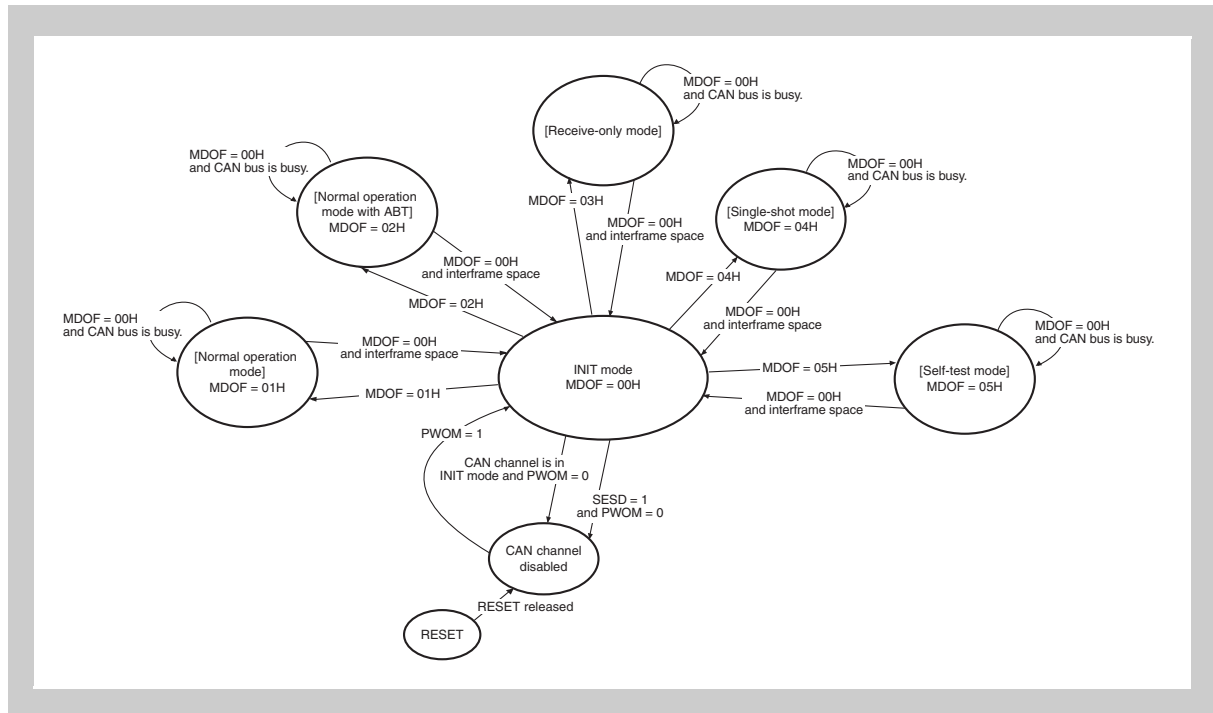 MDOF = 00H
and CAN bus is busy.
[Receive-only mode]
MDOF = 00H
and CAN bus is busy.
[Normal operation
mode with ABT]
MDOF = 02H
MDOF = 00H
and CAN bus is busy.
[Single-shot mode]
MDOF = 04H
MDOF = 03H
MDOF = 00H
and interframe space
MDOF = 00H
and interframe space
MDOF = 04H
MDOF = 02H
MDOF = 00H
and interframe space
MDOF = 00H
and CAN bus is busy.
[Normal operation
mode]
MDOF = 01H
MDOF = 00H
and interframe space
MDOF = 01H
INIT mode
MDOF = 00H
MDOF = 05H
MDOF = 00H
and interframe space
MDOF = 00H
and CAN bus is busy.
[Self-test mode]
MDOF = 05H
PWOM = 1
CAN channel is in
INIT mode and PWOM = 0
SESD = 1
and PWOM = 0
CAN channel
disabled
RESET released
RESET